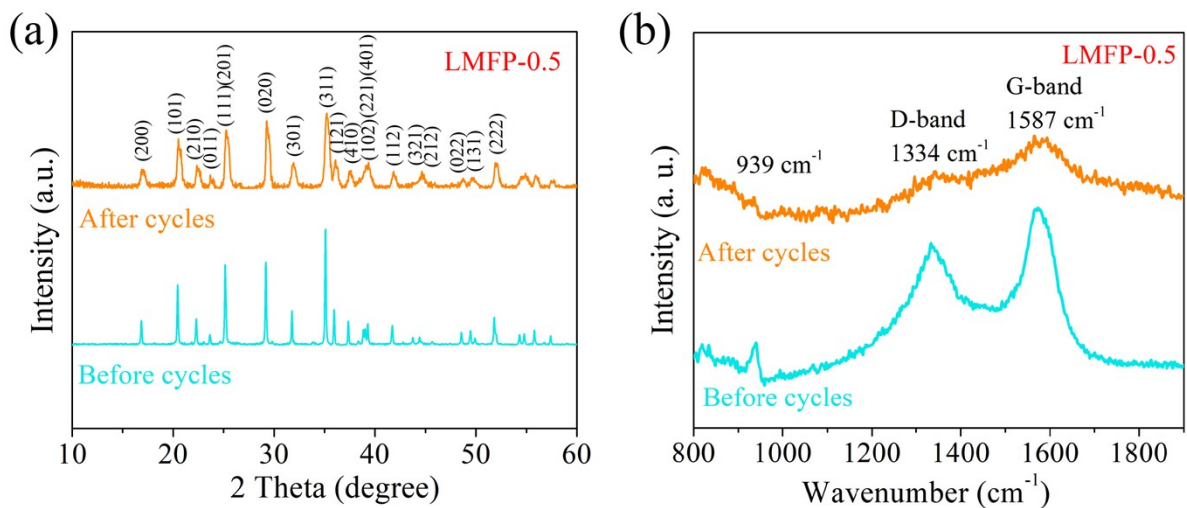 (a)
LMFP-0.5
(200)
(101)
(210)
(011)
(111)(201)
(020)
(301)
(311)
(121)
(410)
(102)(221)(401)
(112)
(321)
(212)
(022)
(131)
(222)
After cycles
Before cycles
Intensity (a.u.)
10 20 30 40 50 60
2 Theta (degree)
(b)
LMFP-0.5
G-band
1587 cm⁻¹
D-band
1334 cm⁻¹
939 cm⁻¹
After cycles
Before cycles
Intensity (a. u.)
800 1000 1200 1400 1600 1800
Wavenumber (cm⁻¹)